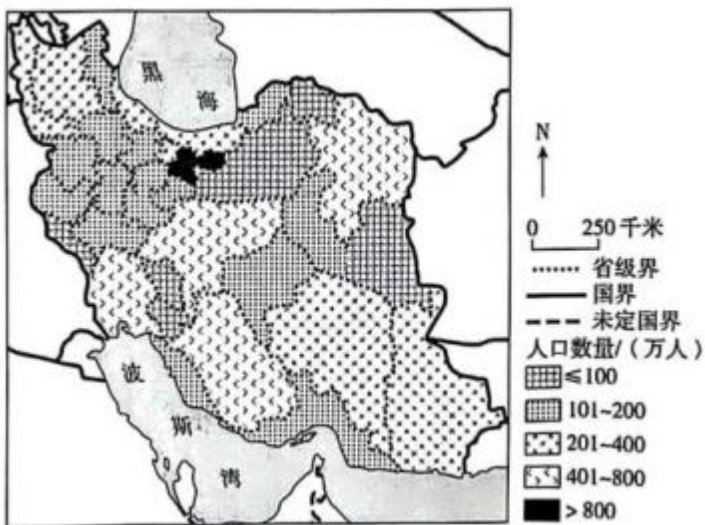 黑
海
波
斯
湾
N
0 250千米
省级界
国界
未定国界
人口数量/（万人）
≤100
101~200
201~400
401~800
>800